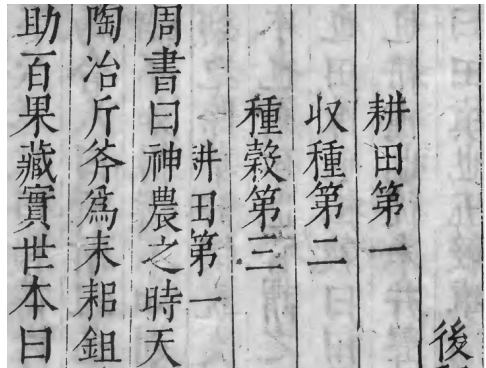 後
耕田第一
収種第二
種穀第三
耕田第一
周書曰神農之時天
陶冶斤斧爲耒耜鉏
助百果藏實世本曰